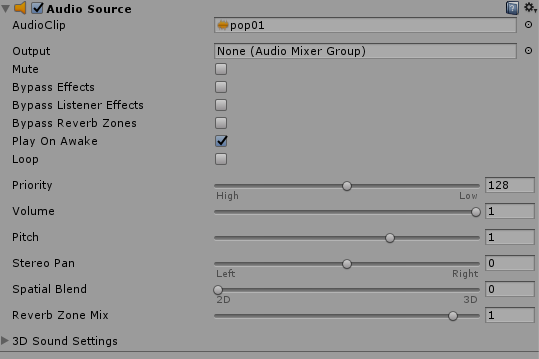 Audio Source
AudioClip pop01
Output None (Audio Mixer Group)
Mute
Bypass Effects
Bypass Listener Effects
Bypass Reverb Zones
Play On Awake
Loop
Priority 128
High Low
Volume 1
Pitch 1
Stereo Pan 0
Left Right
Spatial Blend 0
2D 3D
Reverb Zone Mix 1
3D Sound Settings